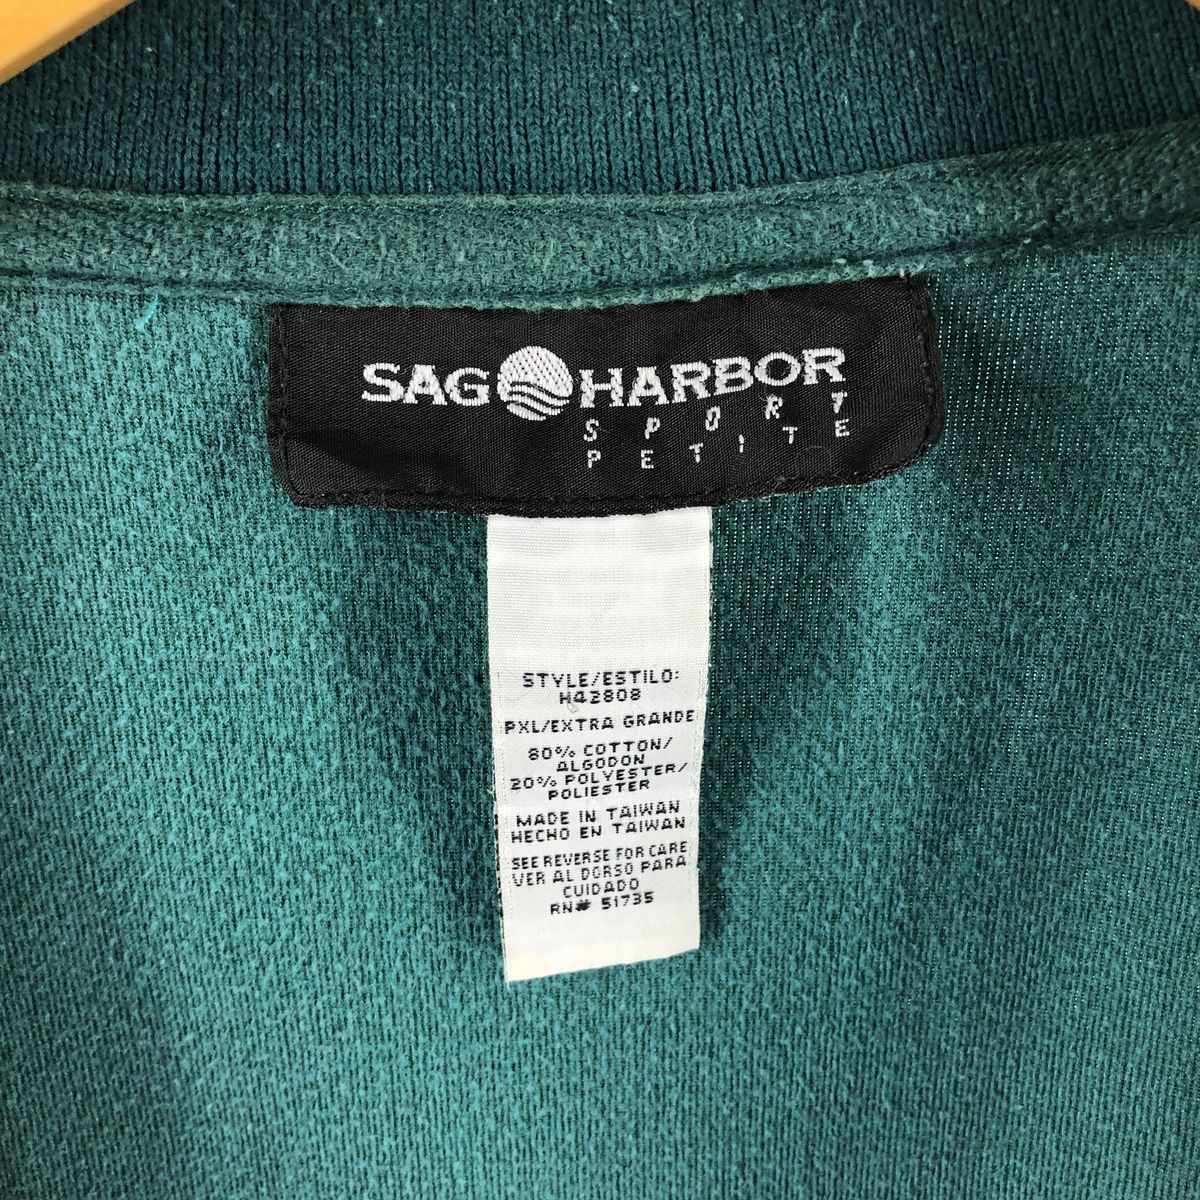 SAG HARBOR
SPORT
PETITE
STYLE/ESTILO:
H42808
PXL/EXTRA GRANDE
80% COTTON/
ALGODON
20% POLYESTER/
POLIESTER
MADE IN TAIWAN
HECHO EN TAIWAN
SEE REVERSE FOR CARE
VER AL DORSO PARA
CUIDADO
RN# 51735